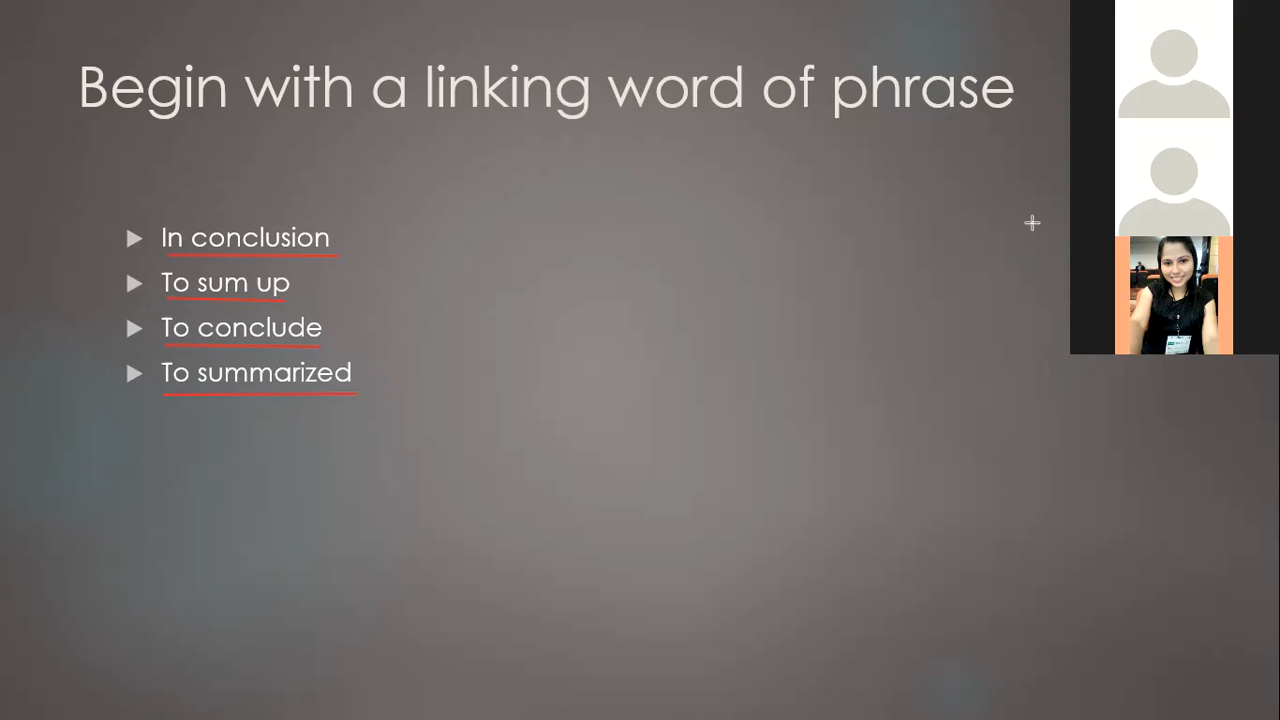 Begin with a linking word of phrase
In conclusion
To sum up
To conclude
To summarized